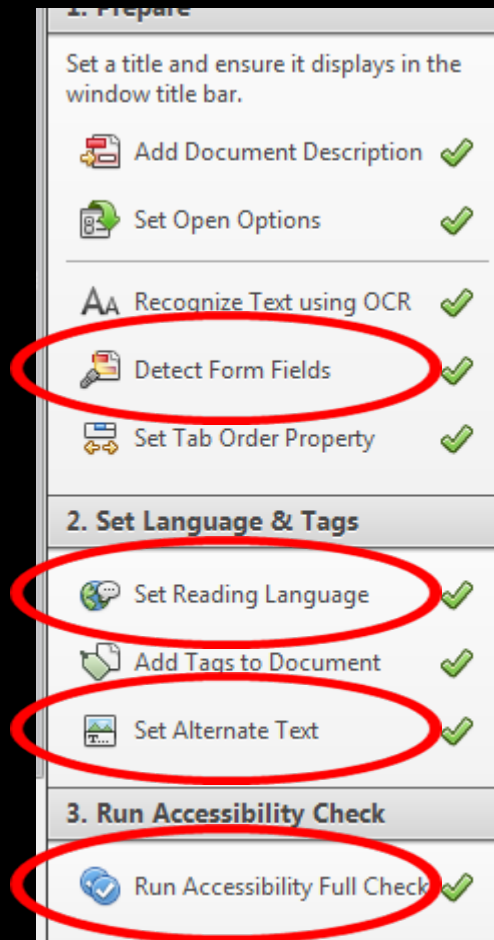 1. Prepare
Set a title and ensure it displays in the
window title bar.
Add Document Description
Set Open Options
AA Recognize Text using OCR
Detect Form Fields
Set Tab Order Property
2. Set Language & Tags
Set Reading Language
Add Tags to Document
T... Set Alternate Text
3. Run Accessibility Check
Run Accessibility Full Check